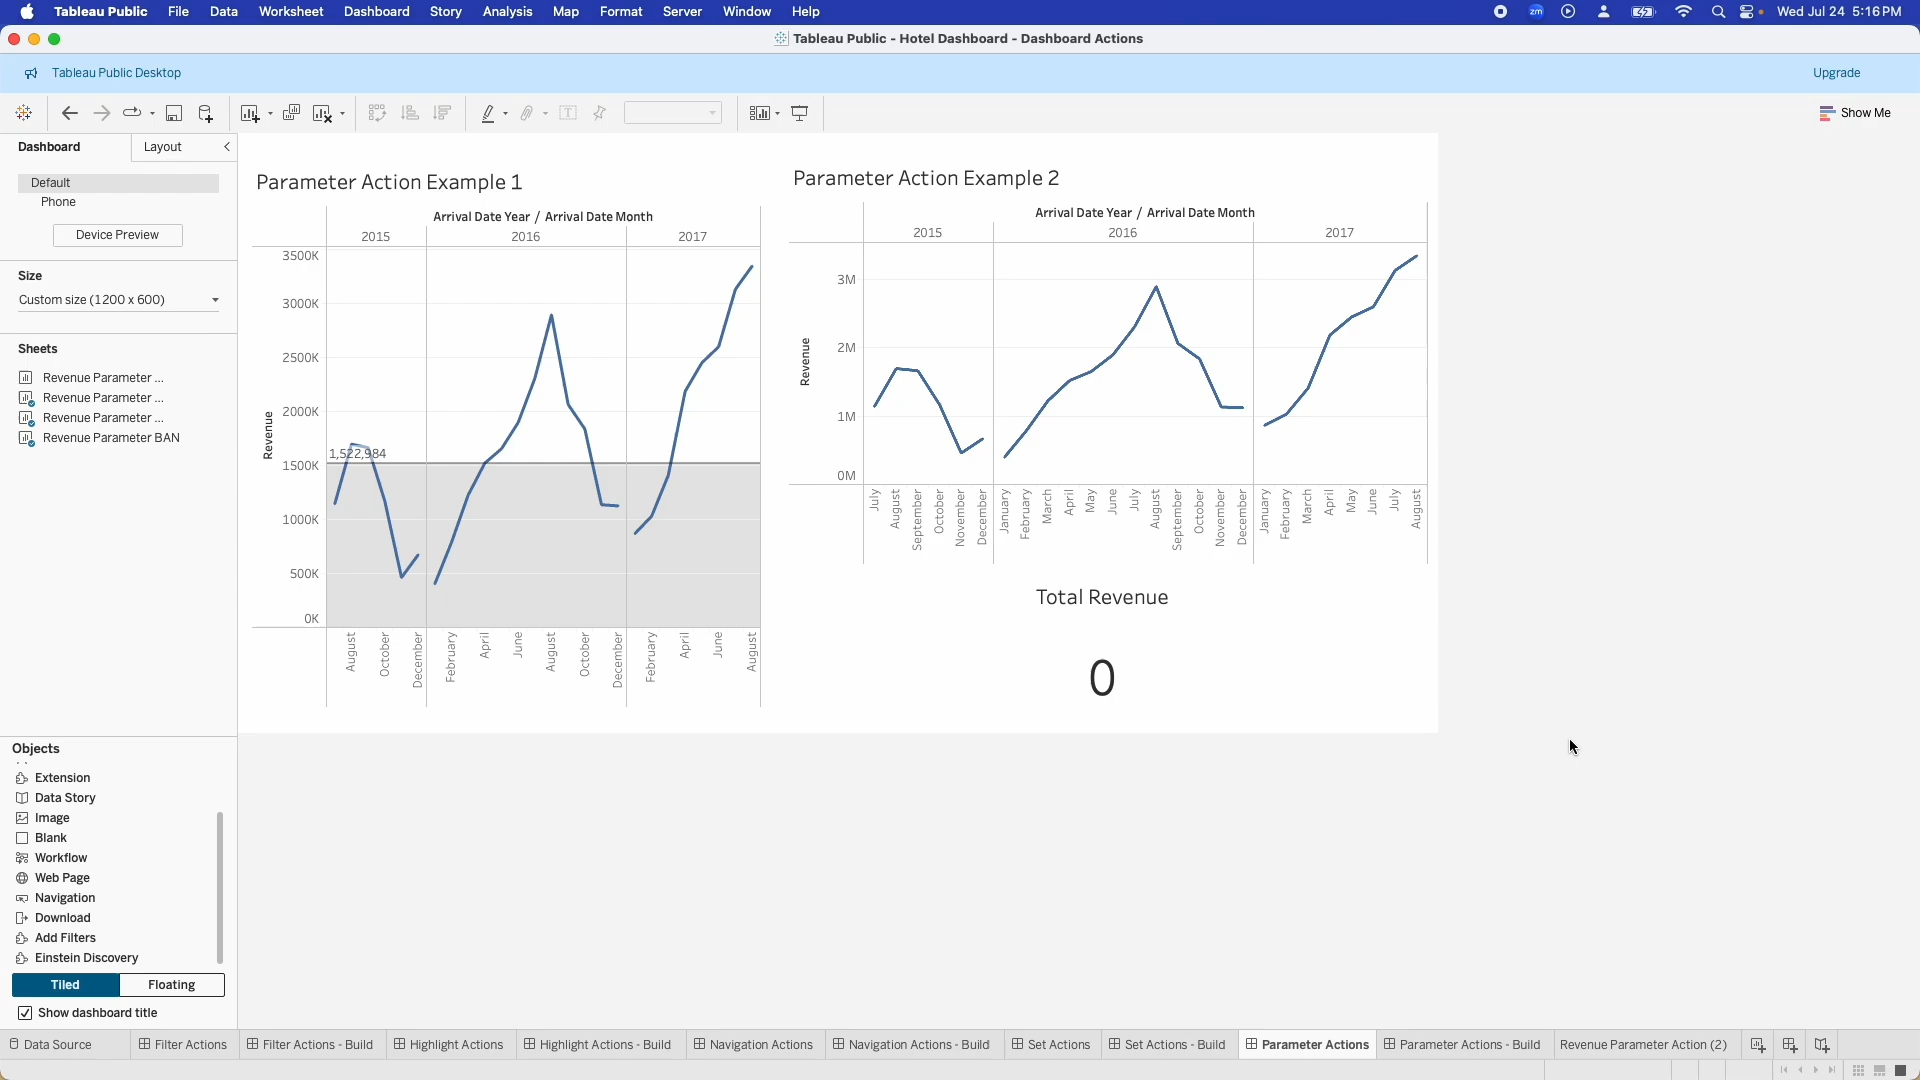 Tableau Public File Data Worksheet Dashboard Story Analysis Map Format Server Window Help zm Wed Jul 24 5:16 PM
Tableau Public - Hotel Dashboard - Dashboard Actions
Tableau Public Desktop Upgrade
Show Me
Dashboard Layout
Default
Phone
Device Preview
Size
Custom size (1200 x 600)
Sheets
Revenue Parameter ...
Revenue Parameter ...
Revenue Parameter ...
Revenue Parameter BAN
Objects
Extension
Data Story
Image
Blank
Workflow
Web Page
Navigation
Download
Add Filters
Einstein Discovery
Tiled Floating
Show dashboard title
Parameter Action Example 1
Arrival Date Year / Arrival Date Month
2015 2016 2017
3500K
3000K
2500K
2000K
1500K
1000K
500K
0K
Revenue
1,522,984
August October December February April June August October December February April June August
Parameter Action Example 2
Arrival Date Year / Arrival Date Month
2015 2016 2017
3M
2M
1M
0M
Revenue
July August September October November December January February March April May June July August September October November December January February March April May June July August
Total Revenue
0
Data Source Filter Actions Filter Actions - Build Highlight Actions Highlight Actions - Build Navigation Actions Navigation Actions - Build Set Actions Set Actions - Build Parameter Actions Parameter Actions - Build Revenue Parameter Action (2)